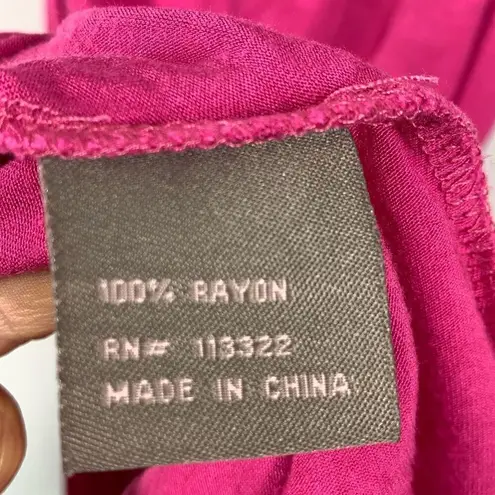 100% RAYON
RN# 113322
MADE IN CHINA